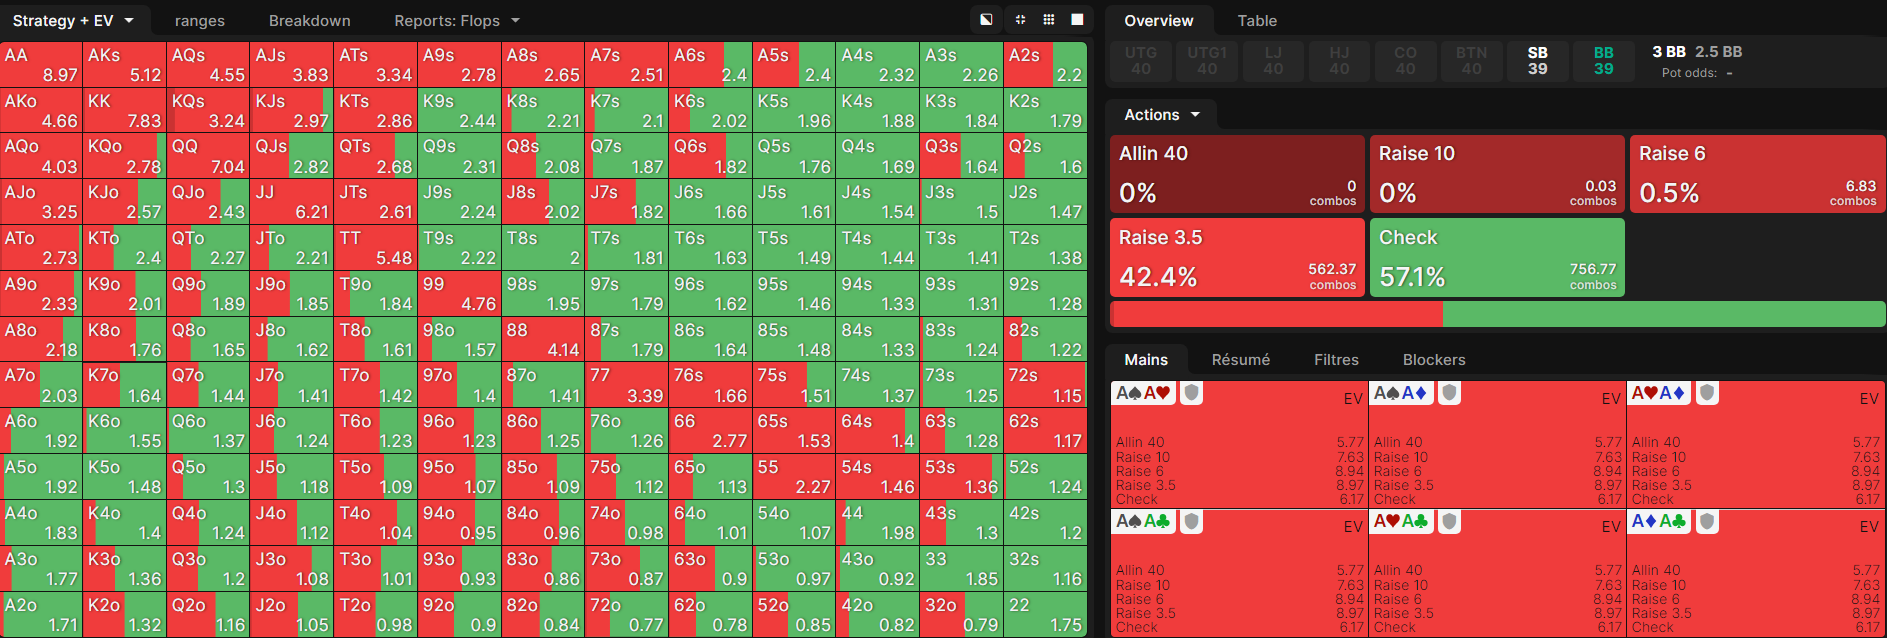 Strategy + EV ranges Breakdown Reports: Flops
AA AKs AQs AJs ATs A9s A8s A7s A6s A5s A4s A3s A2s
8.97 5.12 4.55 3.83 3.34 2.78 2.65 2.51 2.4 2.4 2.32 2.26 2.2
AKo KK KQs KJs KTs K9s K8s K7s K6s K5s K4s K3s K2s
4.66 7.83 3.24 2.97 2.86 2.44 2.21 2.1 2.02 1.96 1.88 1.84 1.79
AQo KQo QQ QJs QTs Q9s Q8s Q7s Q6s Q5s Q4s Q3s Q2s
4.03 2.78 7.04 2.82 2.68 2.31 2.08 1.87 1.82 1.76 1.69 1.64 1.6
AJo KJo QJo JJ JTs J9s J8s J7s J6s J5s J4s J3s J2s
3.25 2.57 2.43 6.21 2.61 2.24 2.02 1.82 1.66 1.61 1.54 1.5 1.47
ATo KTo QTo JTo TT T9s T8s T7s T6s T5s T4s T3s T2s
2.73 2.4 2.27 2.21 5.48 2.22 2 1.81 1.63 1.49 1.44 1.41 1.38
A9o K9o Q9o J9o T9o 99 98s 97s 96s 95s 94s 93s 92s
2.33 2.01 1.89 1.85 1.84 4.76 1.95 1.79 1.62 1.46 1.33 1.31 1.28
A8o K8o Q8o J8o T8o 98o 88 87s 86s 85s 84s 83s 82s
2.18 1.76 1.65 1.62 1.61 1.57 4.14 1.79 1.64 1.48 1.33 1.24 1.22
A7o K7o Q7o J7o T7o 97o 87o 77 76s 75s 74s 73s 72s
2.03 1.64 1.44 1.41 1.42 1.4 1.41 3.39 1.66 1.51 1.37 1.25 1.15
A6o K6o Q6o J6o T6o 96o 86o 76o 66 65s 64s 63s 62s
1.92 1.55 1.37 1.24 1.23 1.23 1.25 1.26 2.77 1.53 1.4 1.28 1.17
A5o K5o Q5o J5o T5o 95o 85o 75o 65o 55 54s 53s 52s
1.92 1.48 1.3 1.18 1.09 1.07 1.09 1.12 1.13 2.27 1.46 1.36 1.24
A4o K4o Q4o J4o T4o 94o 84o 74o 64o 54o 44 43s 42s
1.83 1.4 1.24 1.12 1.04 0.95 0.96 0.98 1.01 1.07 1.98 1.3 1.2
A3o K3o Q3o J3o T3o 93o 83o 73o 63o 53o 43o 33 32s
1.77 1.36 1.2 1.08 1.01 0.93 0.86 0.87 0.9 0.97 0.92 1.85 1.16
A2o K2o Q2o J2o T2o 92o 82o 72o 62o 52o 42o 32o 22
1.71 1.32 1.16 1.05 0.98 0.9 0.84 0.77 0.78 0.85 0.82 0.79 1.75
Overview Table
UTG UTG1 LJ HJ CO BTN SB BB 3 BB 2.5 BB
40 40 40 40 40 40 39 39 Pot odds: -
Actions
Allin 40 Raise 10 Raise 6
0% 0 combos 0% 0.03 combos 0.5% 6.83 combos
Raise 3.5 Check
42.4% 562.37 combos 57.1% 756.77 combos
Mains Résumé Filtres Blockers
A♠A♥ EV A♠A♦ EV A♥A♦ EV
Allin 40 5.77 Allin 40 5.77 Allin 40 5.77
Raise 10 7.63 Raise 10 7.63 Raise 10 7.63
Raise 6 8.94 Raise 6 8.94 Raise 6 8.94
Raise 3.5 8.97 Raise 3.5 8.97 Raise 3.5 8.97
Check 6.17 Check 6.17 Check 6.17
A♠A♣ EV A♥A♣ EV A♦A♣ EV
Allin 40 5.77 Allin 40 5.77 Allin 40 5.77
Raise 10 7.63 Raise 10 7.63 Raise 10 7.63
Raise 6 8.94 Raise 6 8.94 Raise 6 8.94
Raise 3.5 8.97 Raise 3.5 8.97 Raise 3.5 8.97
Check 6.17 Check 6.17 Check 6.17